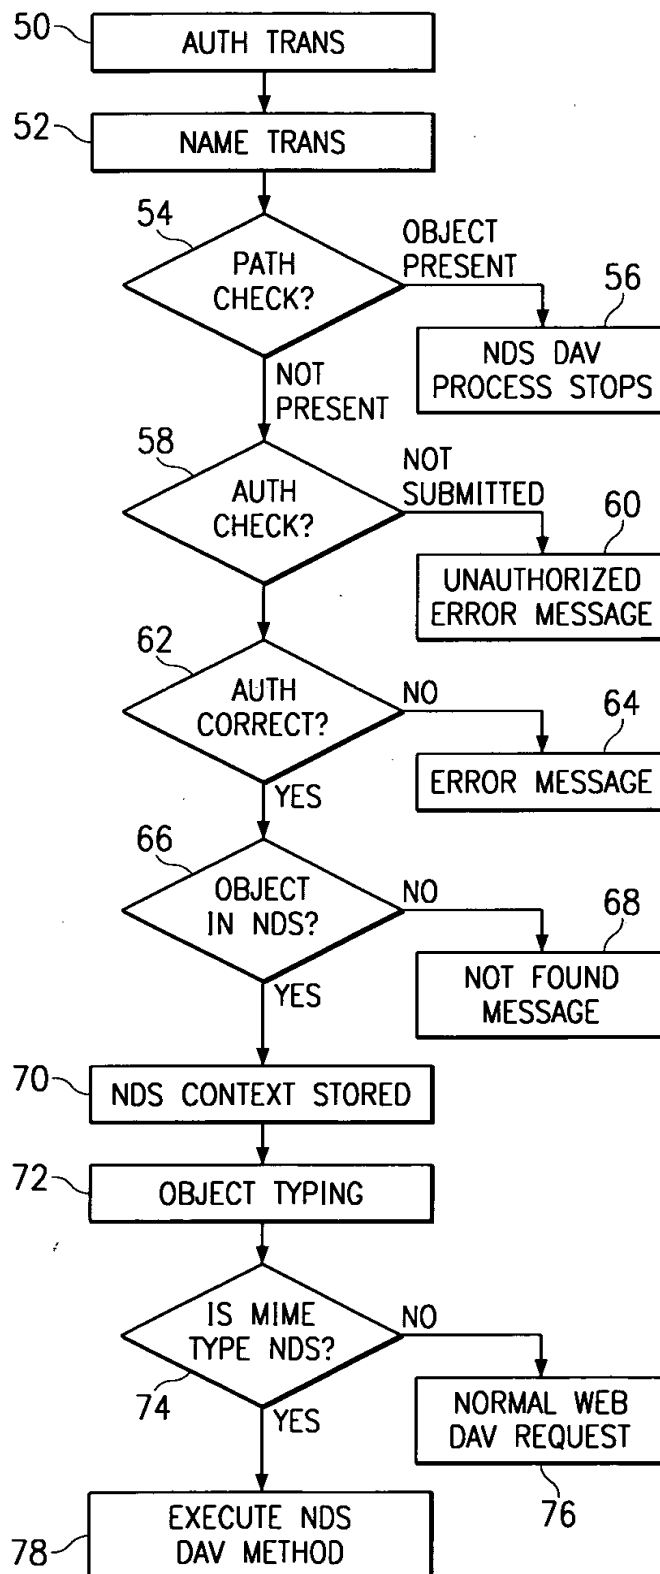 50
AUTH TRANS
52
NAME TRANS
54
PATH
CHECK?
OBJECT
PRESENT
56
NDS DAV
PROCESS STOPS
NOT
PRESENT
58
AUTH
CHECK?
NOT
SUBMITTED
60
UNAUTHORIZED
ERROR MESSAGE
62
AUTH
CORRECT?
NO
64
ERROR MESSAGE
YES
66
OBJECT
IN NDS?
NO
68
NOT FOUND
MESSAGE
YES
70
NDS CONTEXT STORED
72
OBJECT TYPING
IS MIME
TYPE NDS?
NO
74
YES
NORMAL WEB
DAV REQUEST
76
78
EXECUTE NDS
DAV METHOD